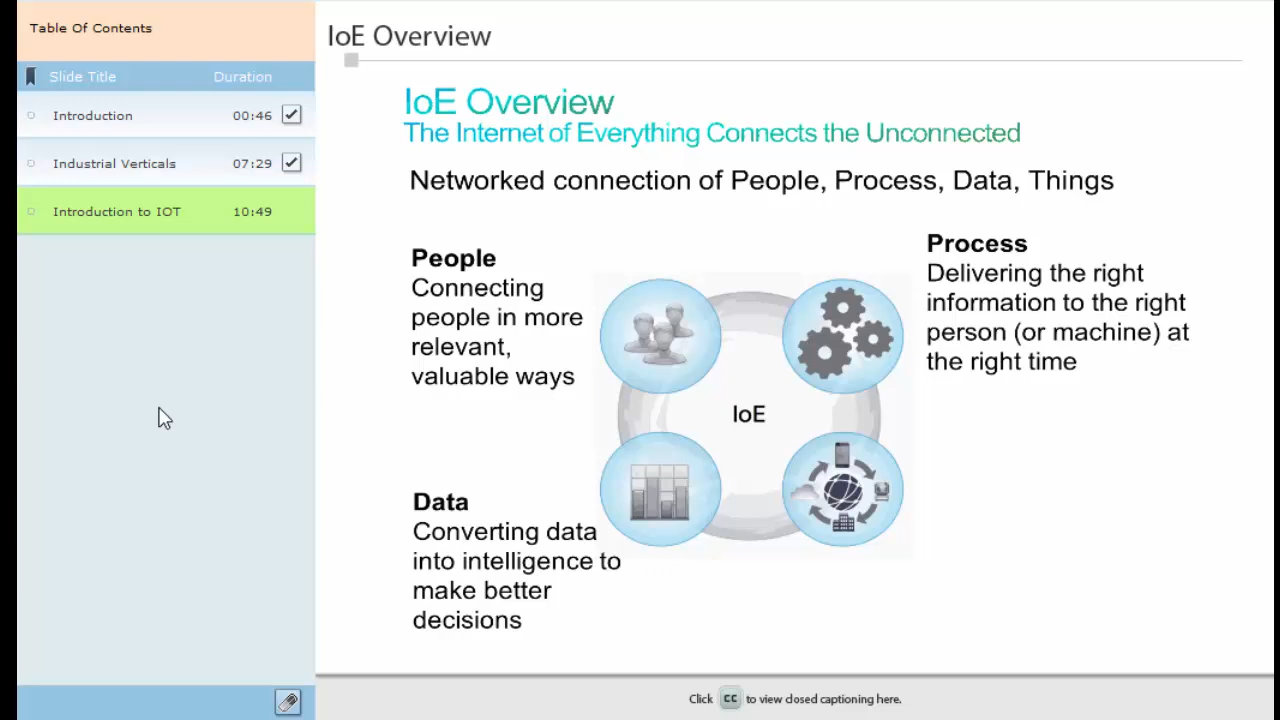 Table Of Contents
Slide Title Duration
Introduction 00:46
Industrial Verticals 07:29
Introduction to IOT 10:49
IoE Overview
IoE Overview
The Internet of Everything Connects the Unconnected
Networked connection of People, Process, Data, Things
People
Connecting
people in more
relevant,
valuable ways
Process
Delivering the right
information to the right
person (or machine) at
the right time
IoE
Data
Converting data
into intelligence to
make better
decisions
Click CC to view closed captioning here.